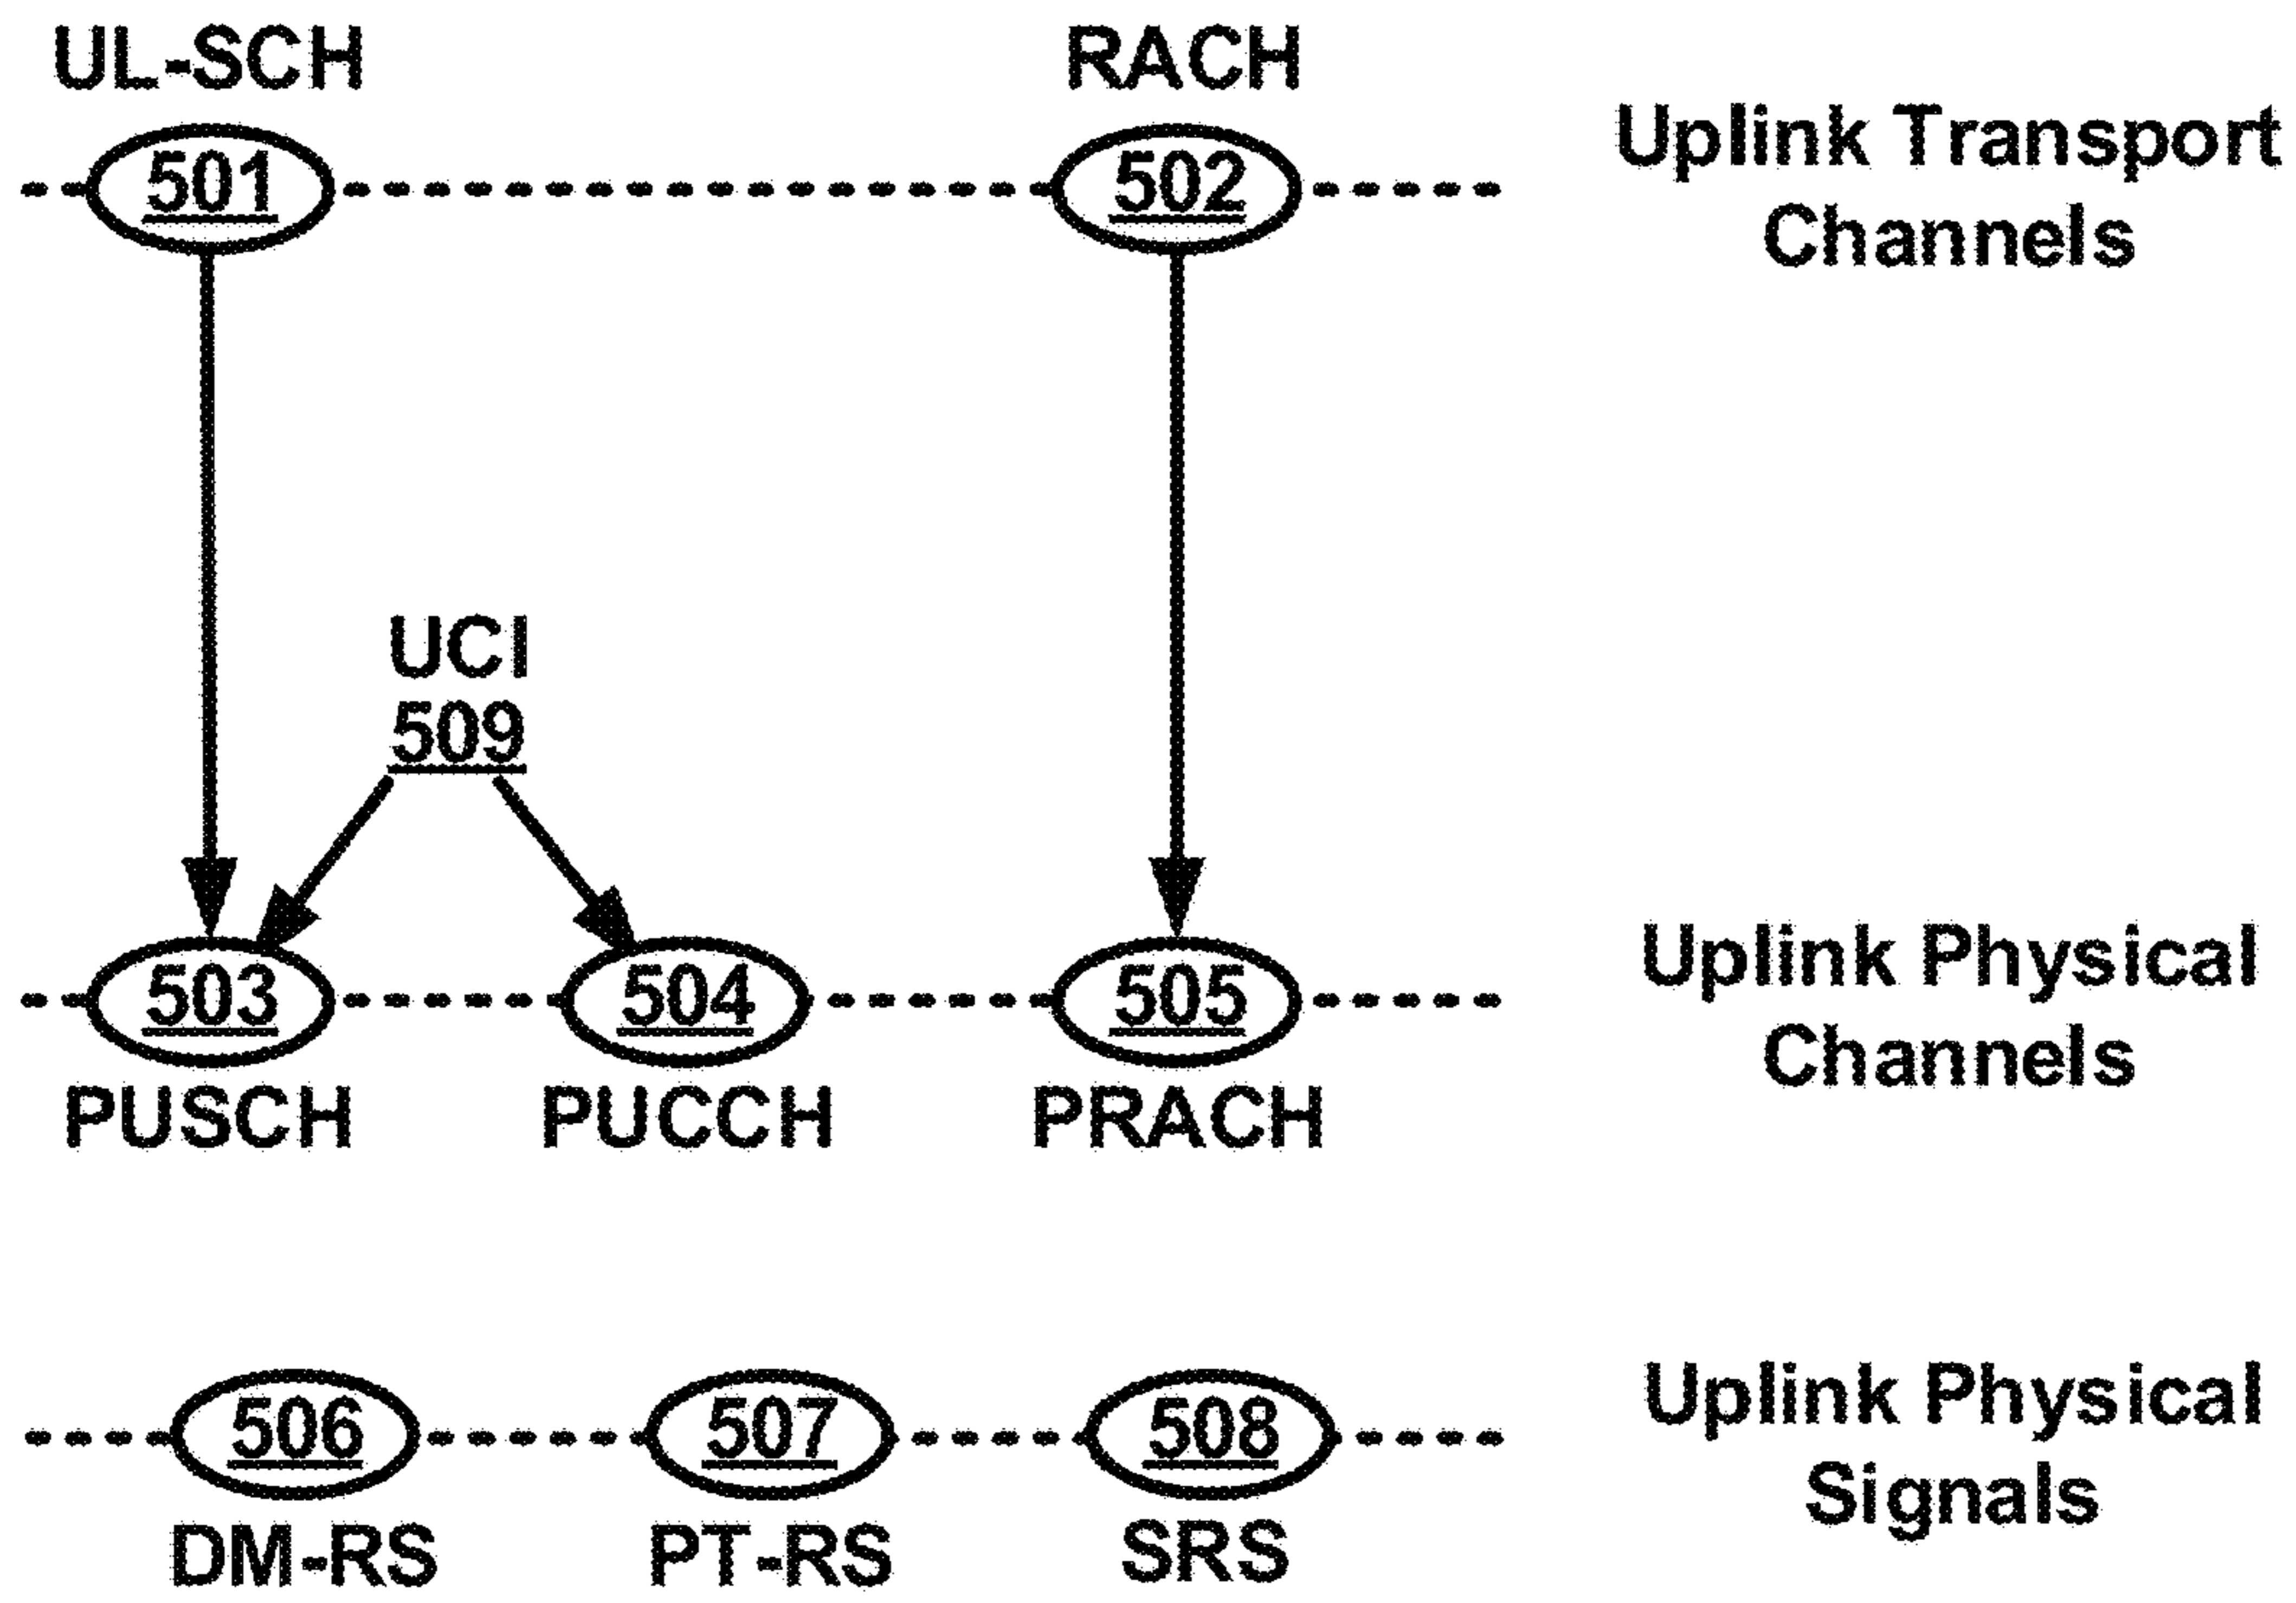 UL-SCH
RACH
501
502
Uplink Transport
Channels
UCI
509
503
504
505
Uplink Physical
Channels
PUSCH
PUCCH
PRACH
506
507
508
Uplink Physical
Signals
DM-RS
PT-RS
SRS